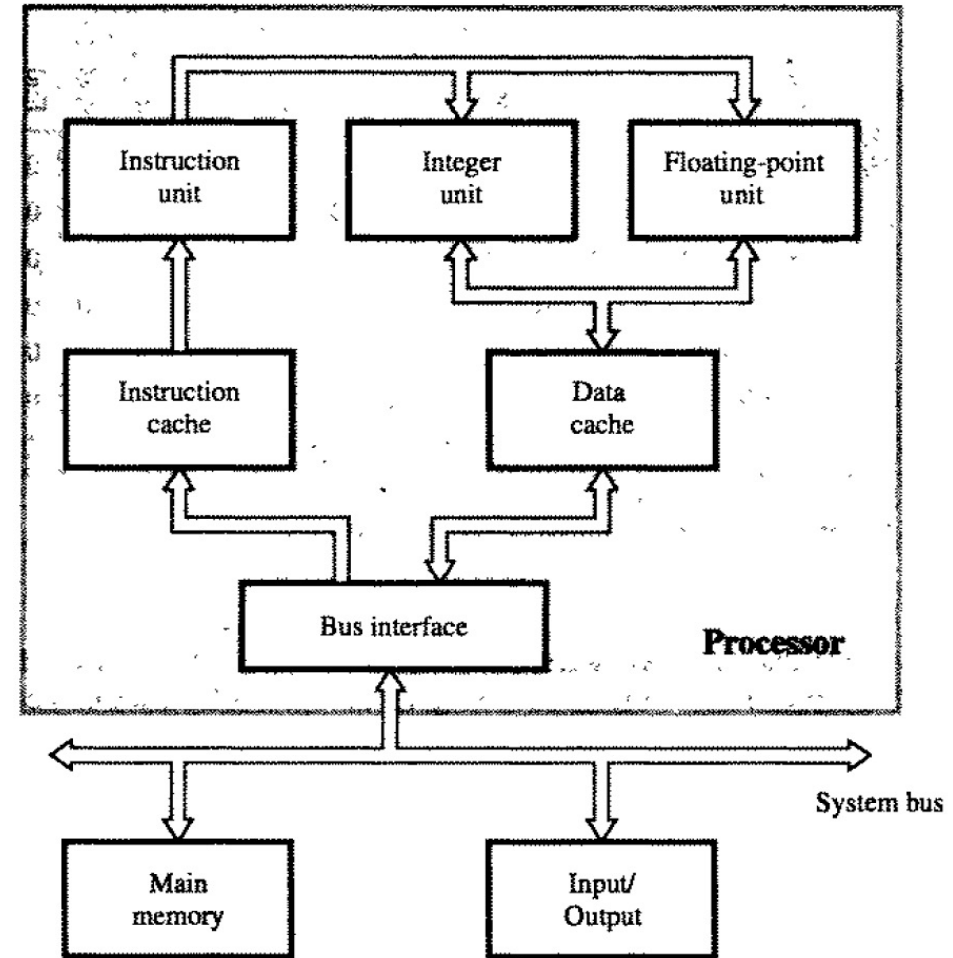 Instruction
unit
Integer
unit
Floating-point
unit
Instruction
cache
Data
cache
Bus interface
Processor
System bus
Main
memory
Input/
Output